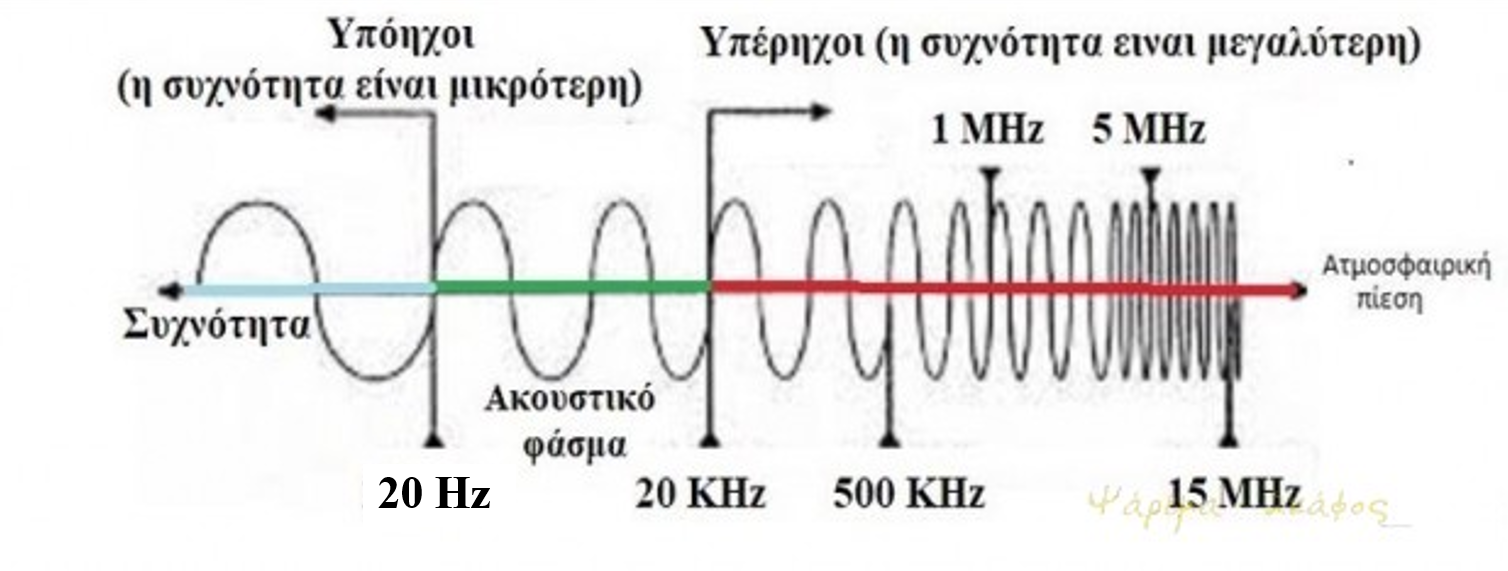 Υπόηχοι
(η συχνότητα είναι μικρότερη)
Υπέρηχοι (η συχνότητα ειναι μεγαλύτερη)
1 MHz 5 MHz
Ατμοσφαιρική
πίεση
Συχνότητα
Ακουστικό
φάσμα
20 Hz 20 KHz 500 KHz 15 MHz